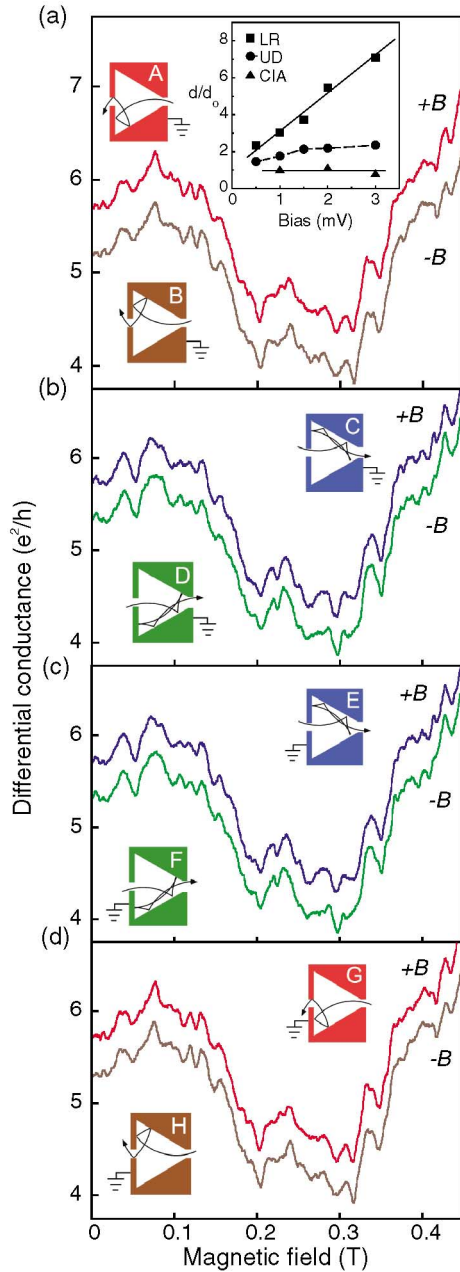 (a)
7
6
5
4
A
B
+B
-B
8
6
4
2
0
d/do
LR
UD
CIA
0
1
2
3
Bias (mV)
(b)
6
5
4
C
D
+B
-B
Differential conductance (e²/h)
(c)
6
5
4
E
F
+B
-B
(d)
6
5
4
G
H
+B
-B
0
0.1
0.2
0.3
0.4
Magnetic field (T)